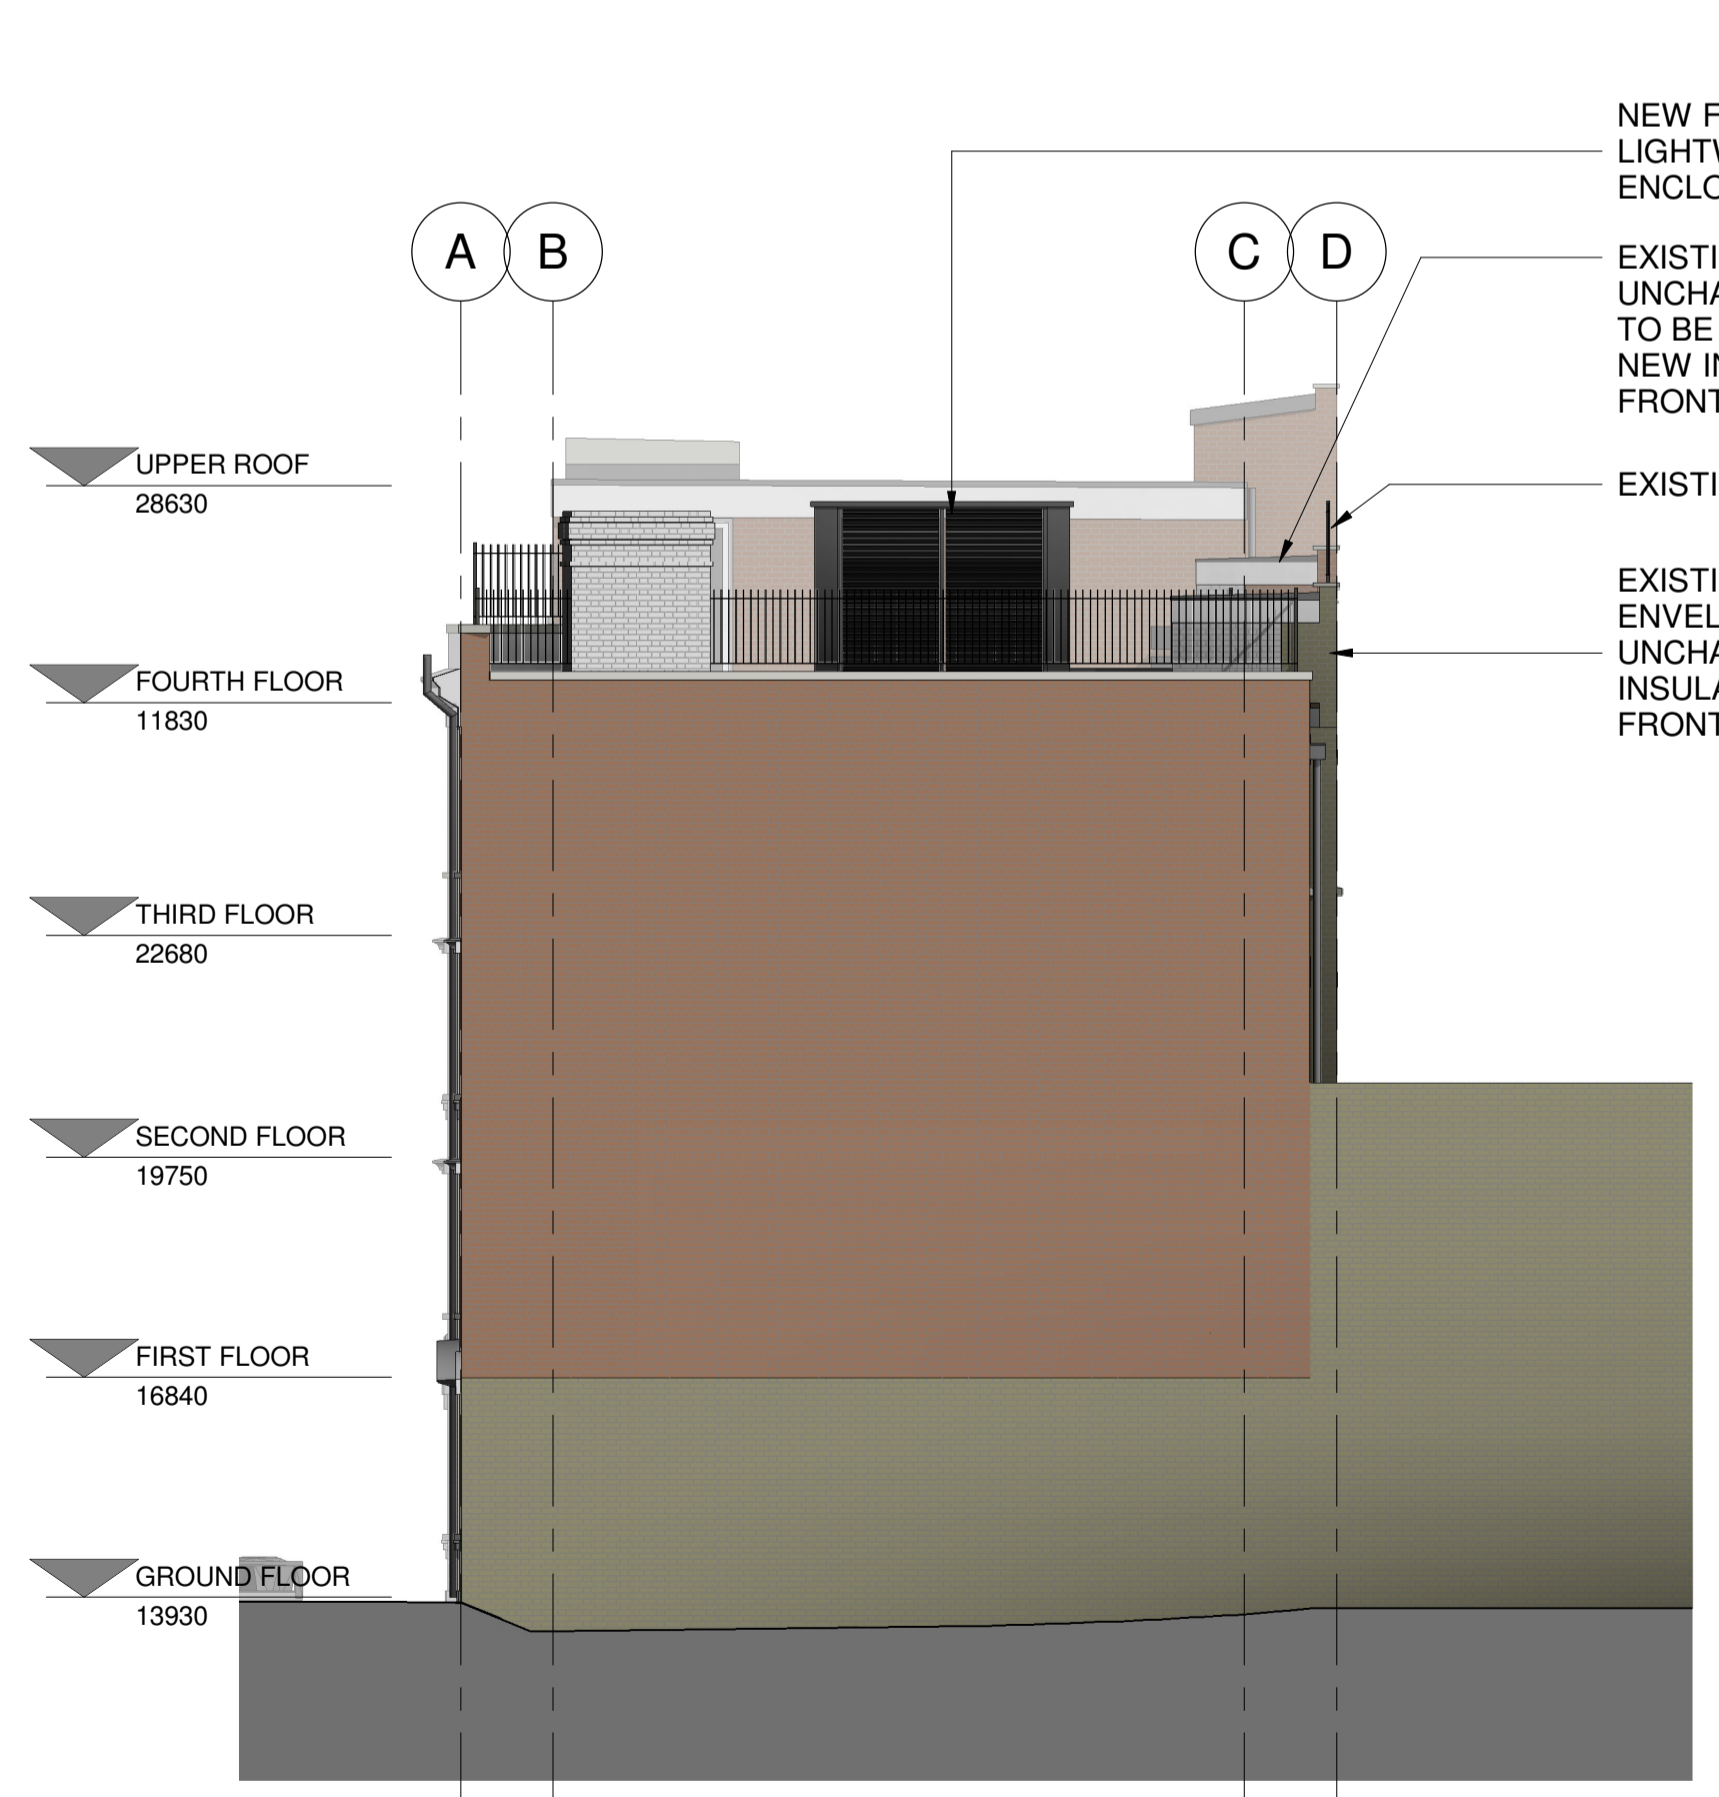 NEW F
LIGHTW
ENCLO
A B C D
EXISTI
UNCHA
TO BE
NEW IN
FRONT
UPPER ROOF
28630
EXISTI
EXISTI
ENVEL
UNCHA
INSULA
FRONT
FOURTH FLOOR
11830
THIRD FLOOR
22680
SECOND FLOOR
19750
FIRST FLOOR
16840
GROUND FLOOR
13930